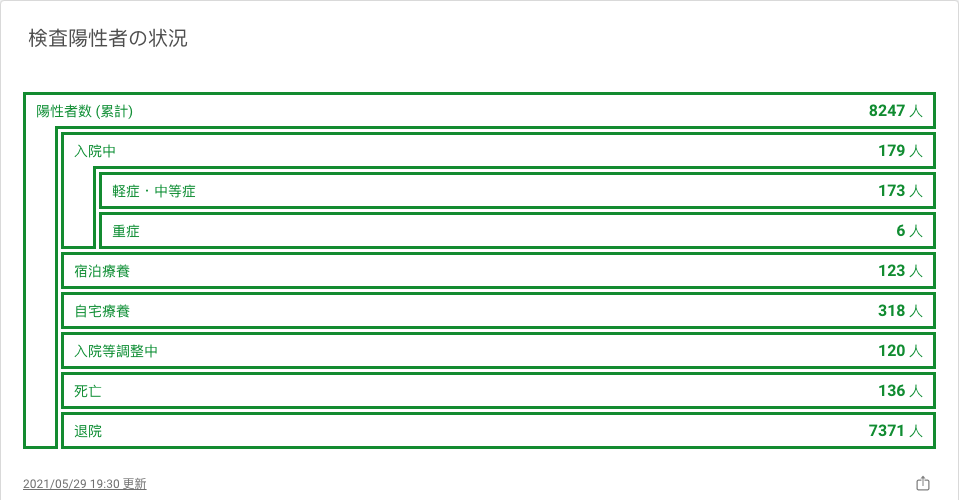 検査陽性者の状況
陽性者数 (累計) 8247 人
入院中 179 人
軽症・中等症 173 人
重症 6 人
宿泊療養 123 人
自宅療養 318 人
入院等調整中 120 人
死亡 136 人
退院 7371 人
2021/05/29 19:30 更新